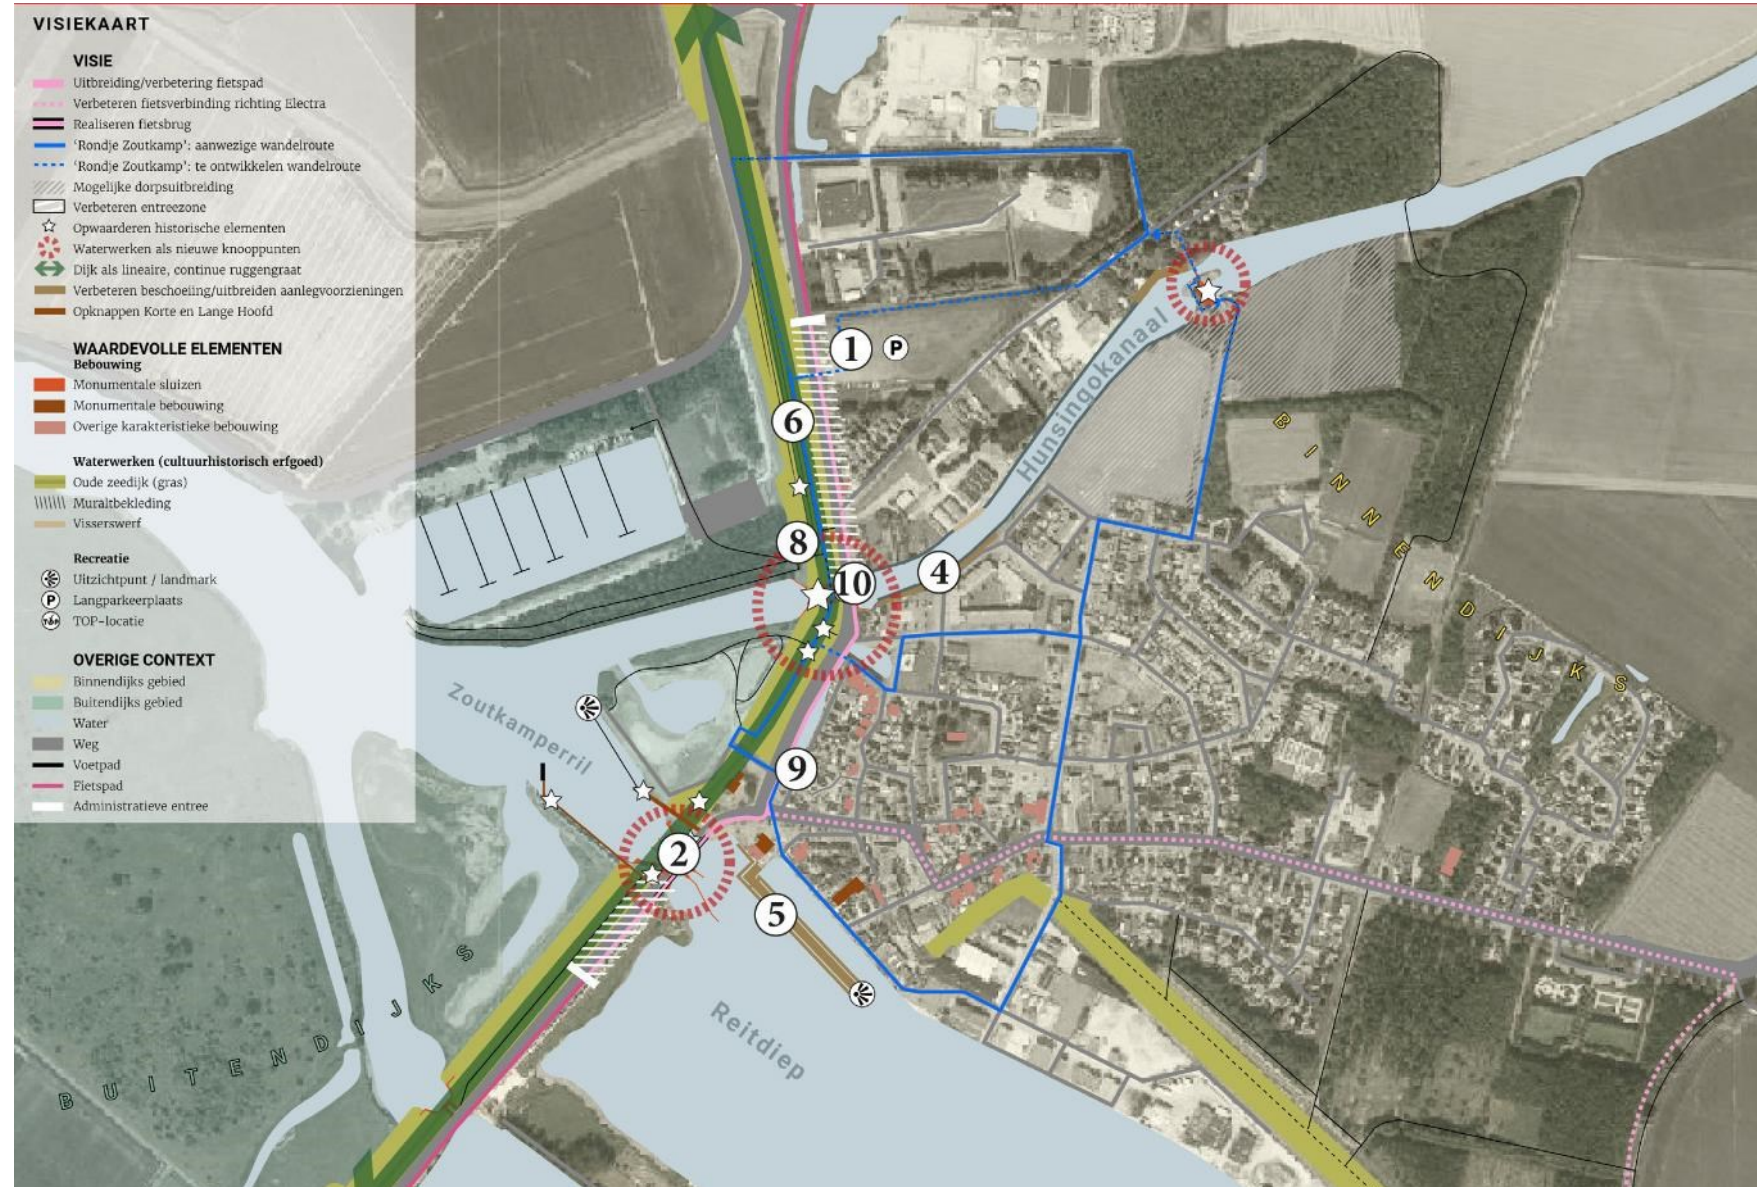 VISIEKAART
VISIE
Uitbreiding/verbetering fietspad
Verbeteren fietsverbinding richting Electra
Realiseren fietsbrug
'Rondje Zoutkamp': aanwezige wandelroute
'Rondje Zoutkamp': te ontwikkelen wandelroute
Mogelijke dorpsuitbreiding
Verbeteren entreezone
Opwaarderen historische elementen
Waterwerken als nieuwe knooppunten
Dijk als lineaire, continue ruggengraat
Verbeteren beschoeiing/uitbreiden aanlegvoorzieningen
Opknappen Korte en Lange Hoofd
WAARDEVOLLE ELEMENTEN
Bebouwing
Monumentale sluizen
Monumentale bebouwing
Overige karakteristieke bebouwing
Waterwerken (cultuurhistorisch erfgoed)
Oude zeedijk (gras)
Muraltbekleding
Visserswerf
Recreatie
Uitzichtpunt / landmark
P Langparkeerplaats
TOP TOP-locatie
OVERIGE CONTEXT
Binnendijks gebied
Buitendijks gebied
Water
Weg
Voetpad
Fietspad
Administratieve entree
1
P
6
Hunsingokanaal
BINNENDIJKS
8
10
4
Zoutkamperril
9
2
5
Reitdiep
BUITENDIJKS